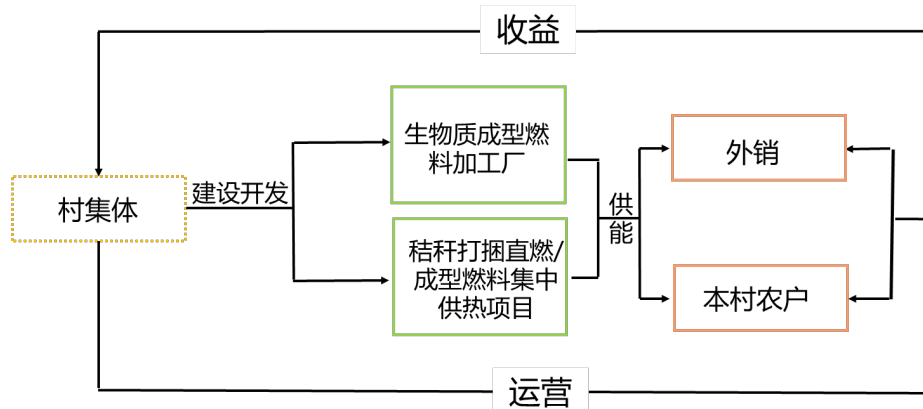 收益
生物质成型燃
料加工厂
外销
村集体
建设开发
供
能
秸秆打捆直燃/
成型燃料集中
供热项目
本村农户
运营